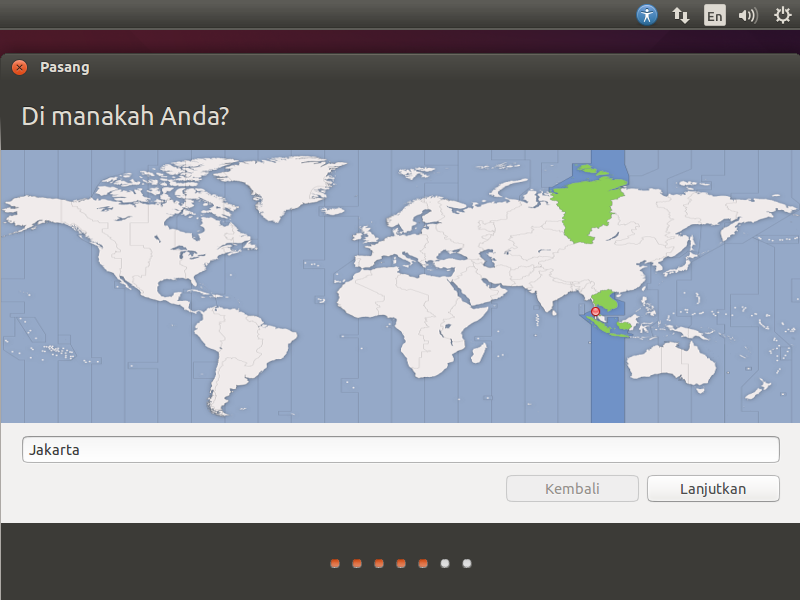 En
Pasang
Di manakah Anda?
Jakarta
Kembali
Lanjutkan